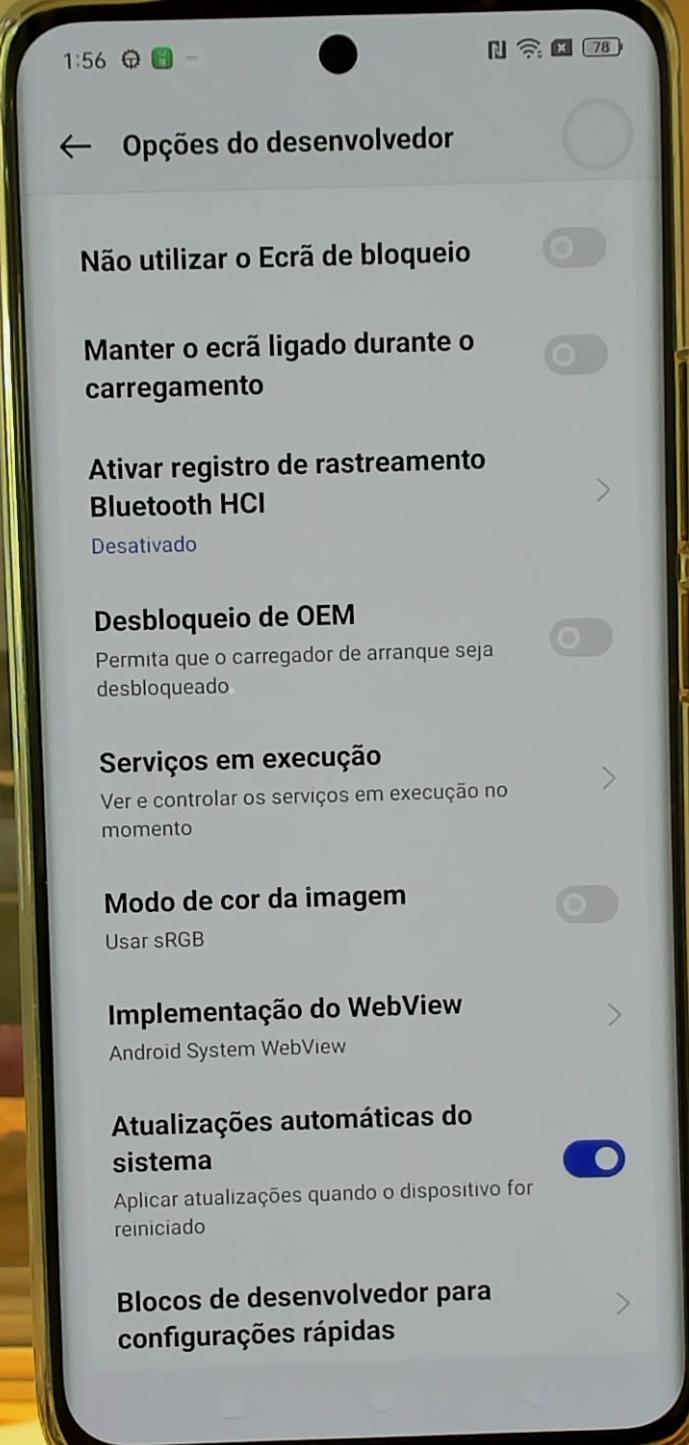 1:56
78
Opções do desenvolvedor
Não utilizar o Ecrã de bloqueio
Manter o ecrã ligado durante o
carregamento
Ativar registro de rastreamento
Bluetooth HCI
Desativado
Desbloqueio de OEM
Permita que o carregador de arranque seja
desbloqueado
Serviços em execução
Ver e controlar os serviços em execução no
momento
Modo de cor da imagem
Usar sRGB
Implementação do WebView
Android System WebView
Atualizações automáticas do
sistema
Aplicar atualizações quando o dispositivo for
reiniciado
Blocos de desenvolvedor para
configurações rápidas